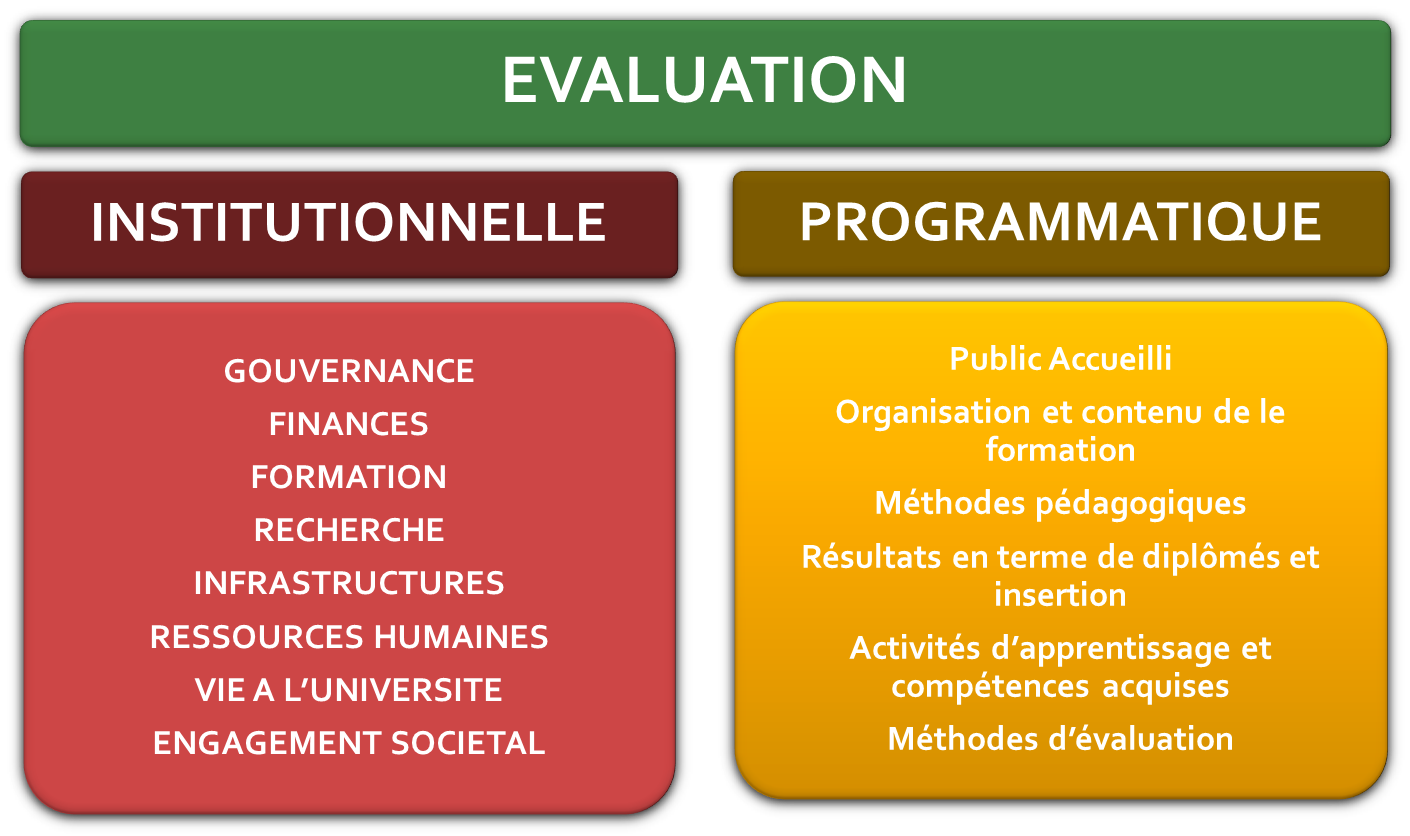 EVALUATION
INSTITUTIONNELLE
GOUVERNANCE
FINANCES
FORMATION
RECHERCHE
INFRASTRUCTURES
RESSOURCES HUMAINES
VIE A L’UNIVERSITE
ENGAGEMENT SOCIETAL
PROGRAMMATIQUE
Public Accueilli
Organisation et contenu de le
formation
Méthodes pédagogiques
Résultats en terme de diplômés et
insertion
Activités d’apprentissage et
compétences acquises
Méthodes d’évaluation